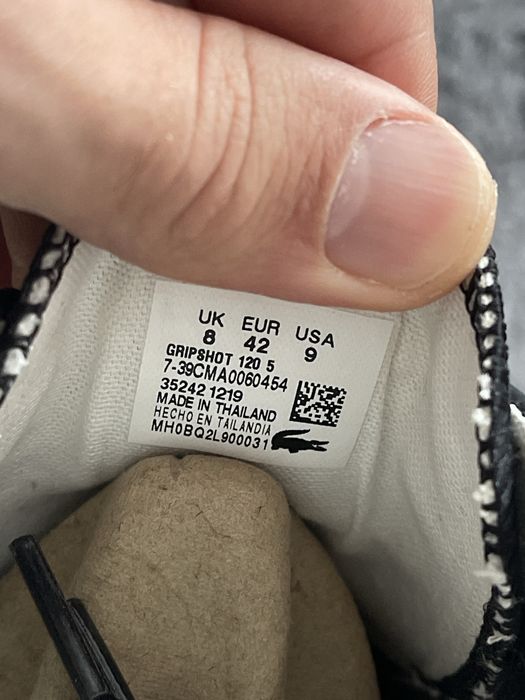 UK EUR USA
8 42 9
GRIPSHOT 120 5
7-39CMA0060454
35242 1219
MADE IN THAILAND
HECHO EN TAILANDIA
MH0BQ2L900031